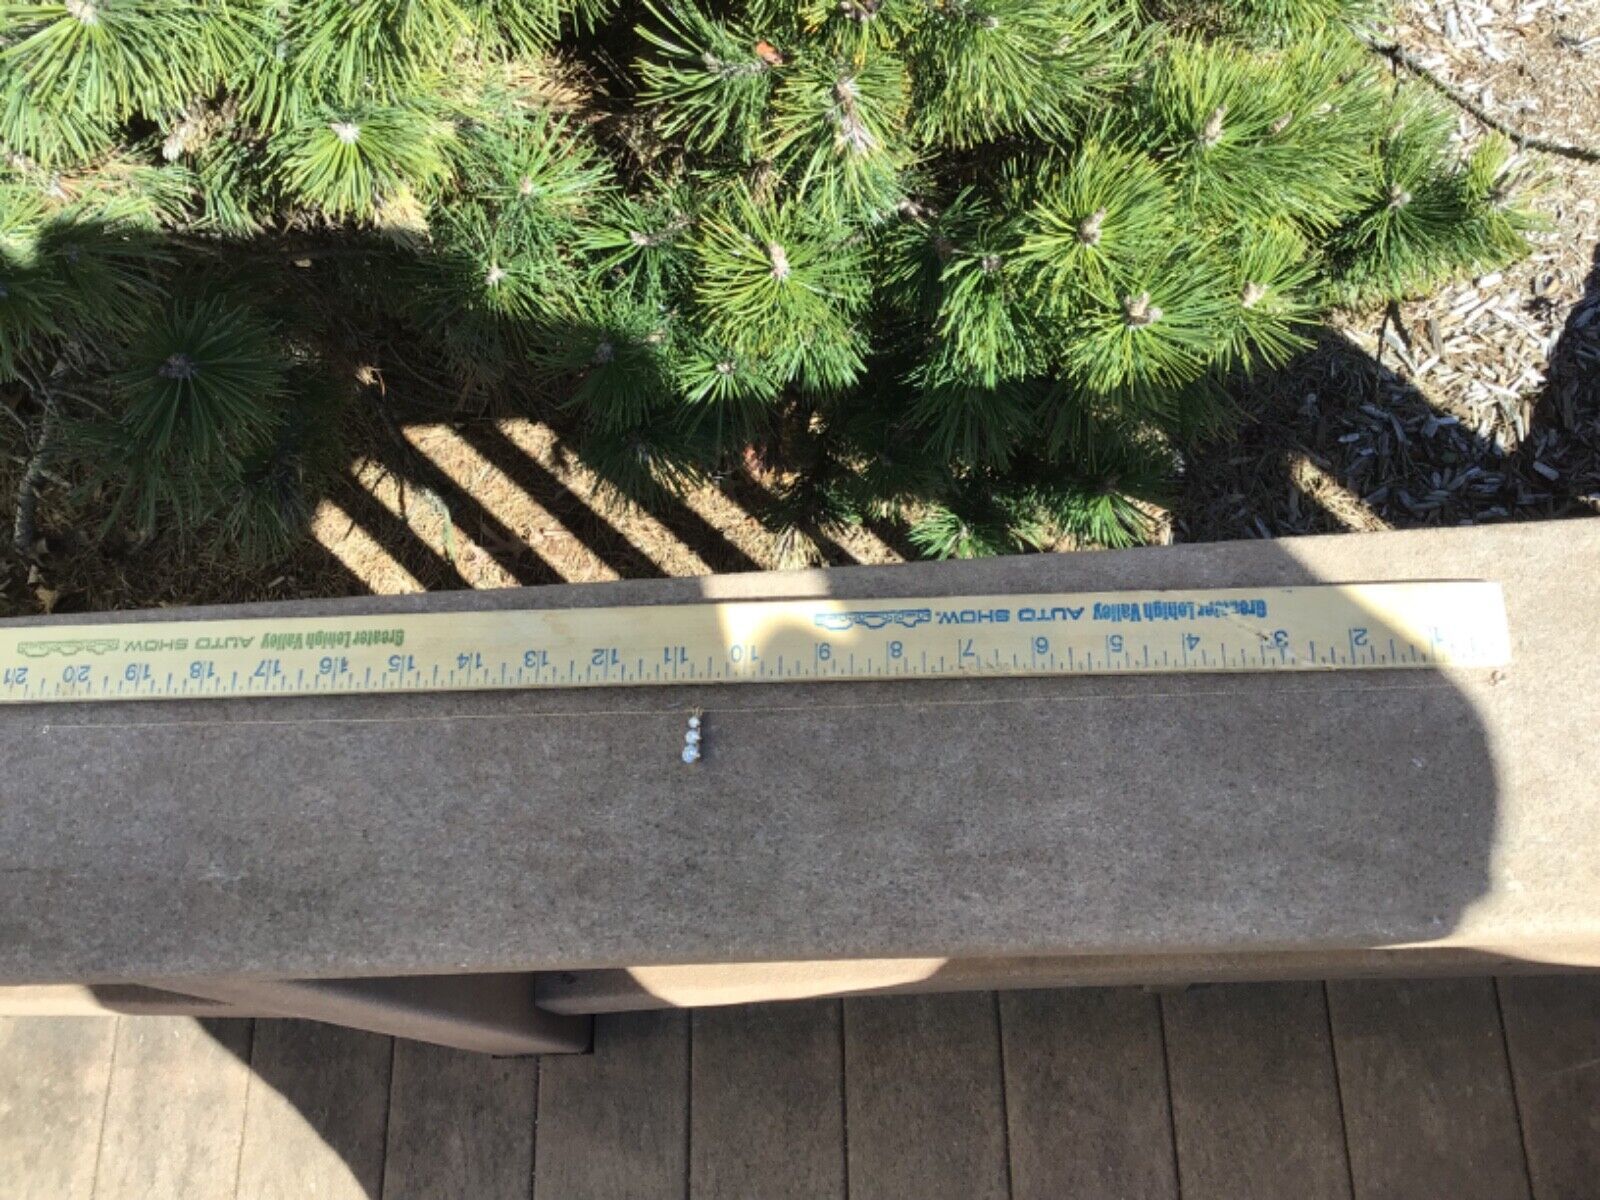 Greater Lehigh Valley AUTO SHOW. Greater Lehigh Valley AUTO SHOW.
1 2 3 4 5 6 7 8 9 10 11 12 13 14 15 16 17 18 19 20 21